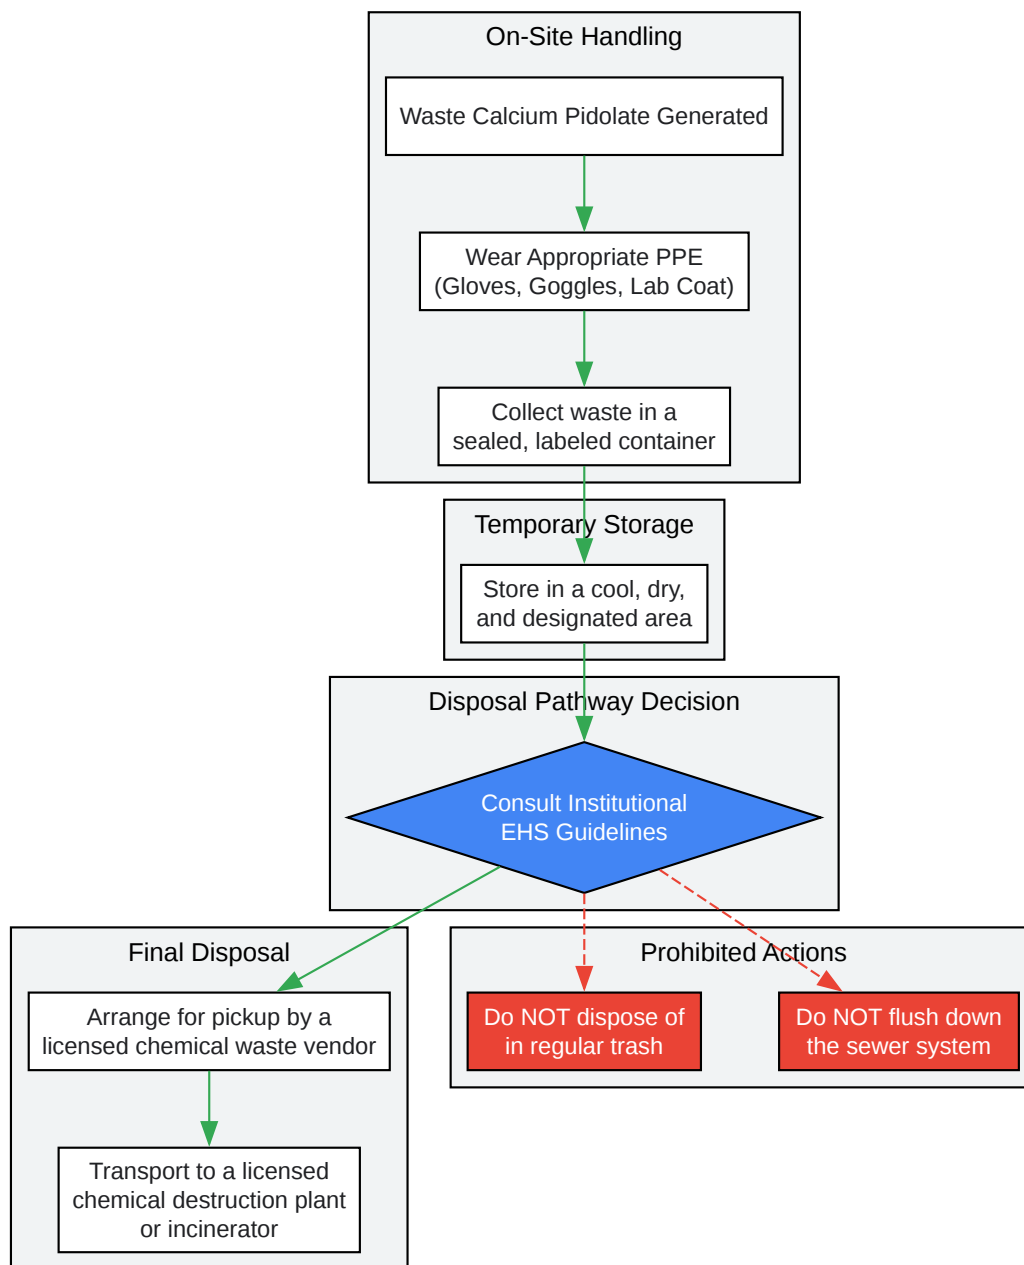 On-Site Handling
Waste Calcium Pidolate Generated
Wear Appropriate PPE
(Gloves, Goggles, Lab Coat)
Collect waste in a
sealed, labeled container
Temporary Storage
Store in a cool, dry,
and designated area
Disposal Pathway Decision
Consult Institutional
EHS Guidelines
Final Disposal
Arrange for pickup by a
licensed chemical waste vendor
Transport to a licensed
chemical destruction plant
or incinerator
Prohibited Actions
Do NOT dispose of
in regular trash
Do NOT flush down
the sewer system